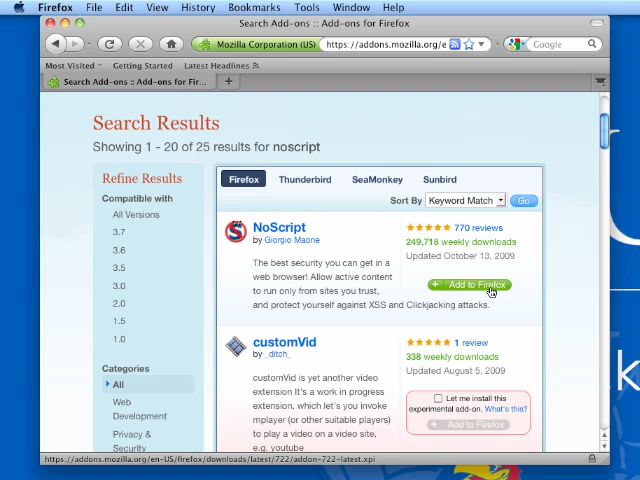 Firefox File Edit View History Bookmarks Tools Window Help
Search Add-ons :: Add-ons for Firefox
Mozilla Corporation (US) https://addons.mozilla.org/e Google
Most Visited Getting Started Latest Headlines
Search Add-ons :: Add-ons for Fir... +
Search Results
Showing 1 - 20 of 25 results for noscript
Refine Results
Compatible with
All Versions
3.7
3.6
3.5
3.0
2.0
1.5
1.0
Categories
All
Web
Development
Privacy &
Security
Firefox Thunderbird SeaMonkey Sunbird
Sort By Keyword Match Go
NoScript
by Giorgio Maone
The best security you can get in a
web browser! Allow active content
to run only from sites you trust,
and protect yourself against XSS and Clickjacking attacks.
770 reviews
249,718 weekly downloads
Updated October 13, 2009
+ Add to Firefox
customVid
by _ditch_
customVid is yet another video
extension It's a work in progress
extension, which let's you invoke
mplayer (or other suitable players)
to play a video on a video site,
e.g. youtube
1 review
338 weekly downloads
Updated August 5, 2009
Let me install this
experimental add-on. What's this?
+ Add to Firefox
https://addons.mozilla.org/en-US/firefox/downloads/latest/722/addon-722-latest.xpi